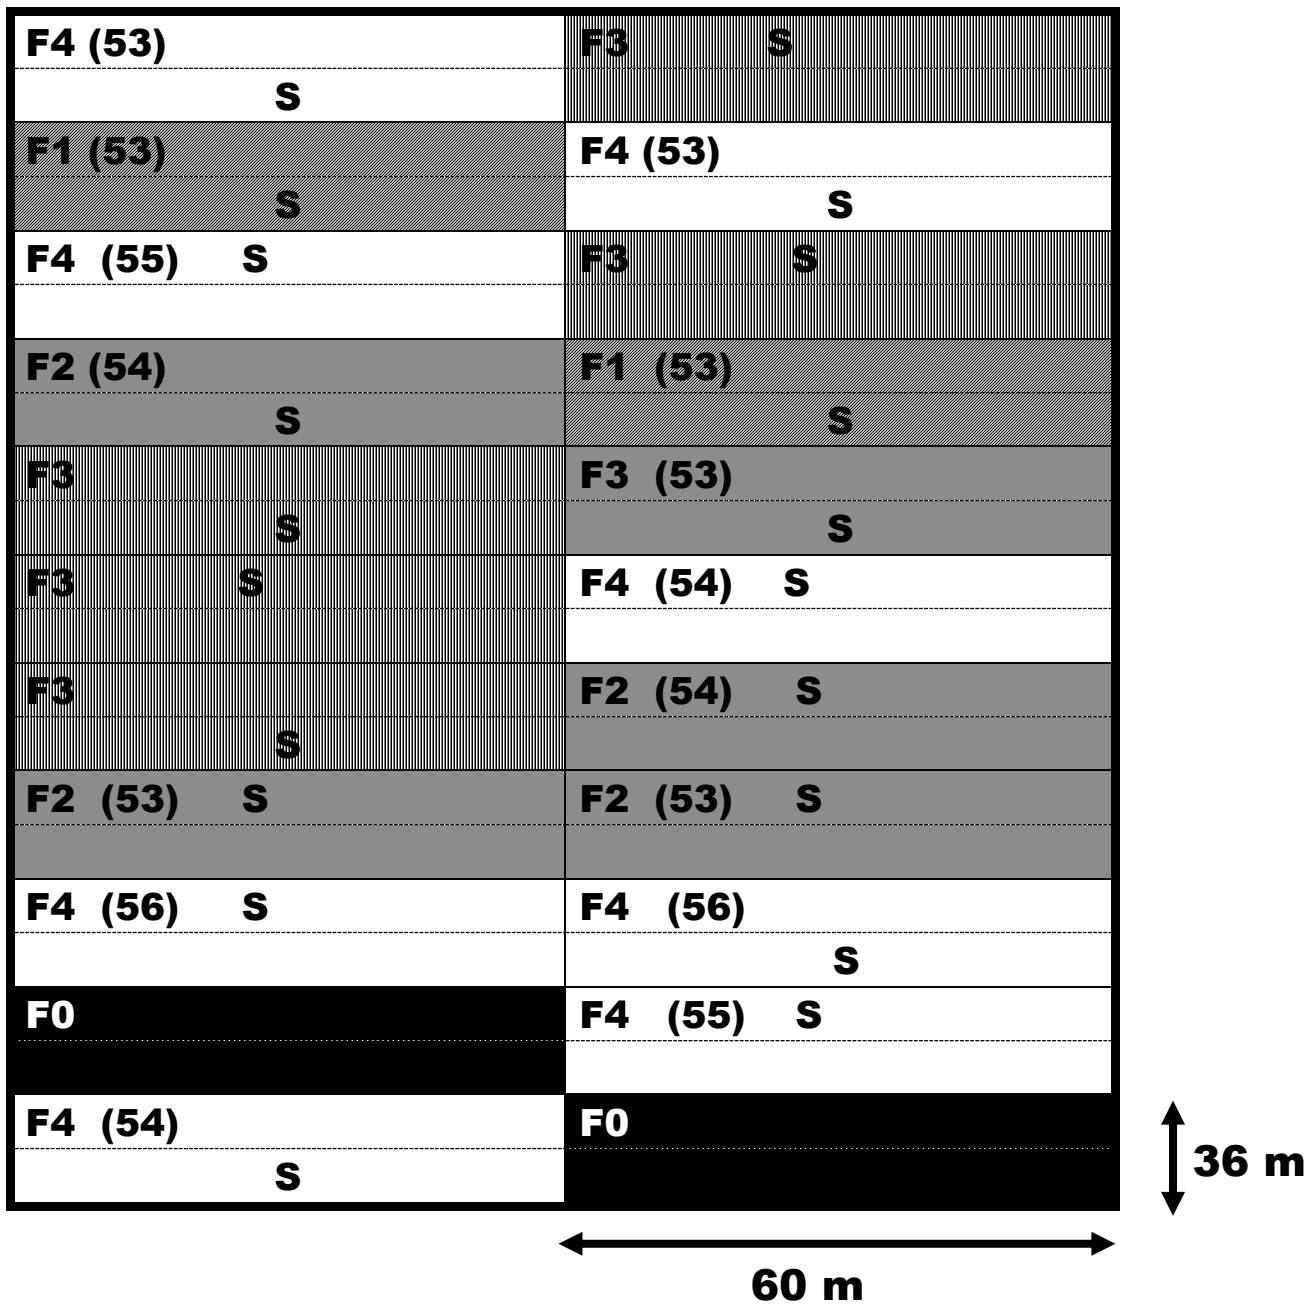 F4 (53)
S
F3 S
F1 (53)
S
F4 (53)
S
F4 (55) S
F3 S
F2 (54)
S
F1 (53)
S
F3
S
F3 (53)
S
F3 S
F4 (54) S
F3
S
F2 (54) S
F2 (53) S
F2 (53) S
F4 (56) S
F4 (56)
S
F0
F4 (55) S
F4 (54)
S
F0
36 m
60 m